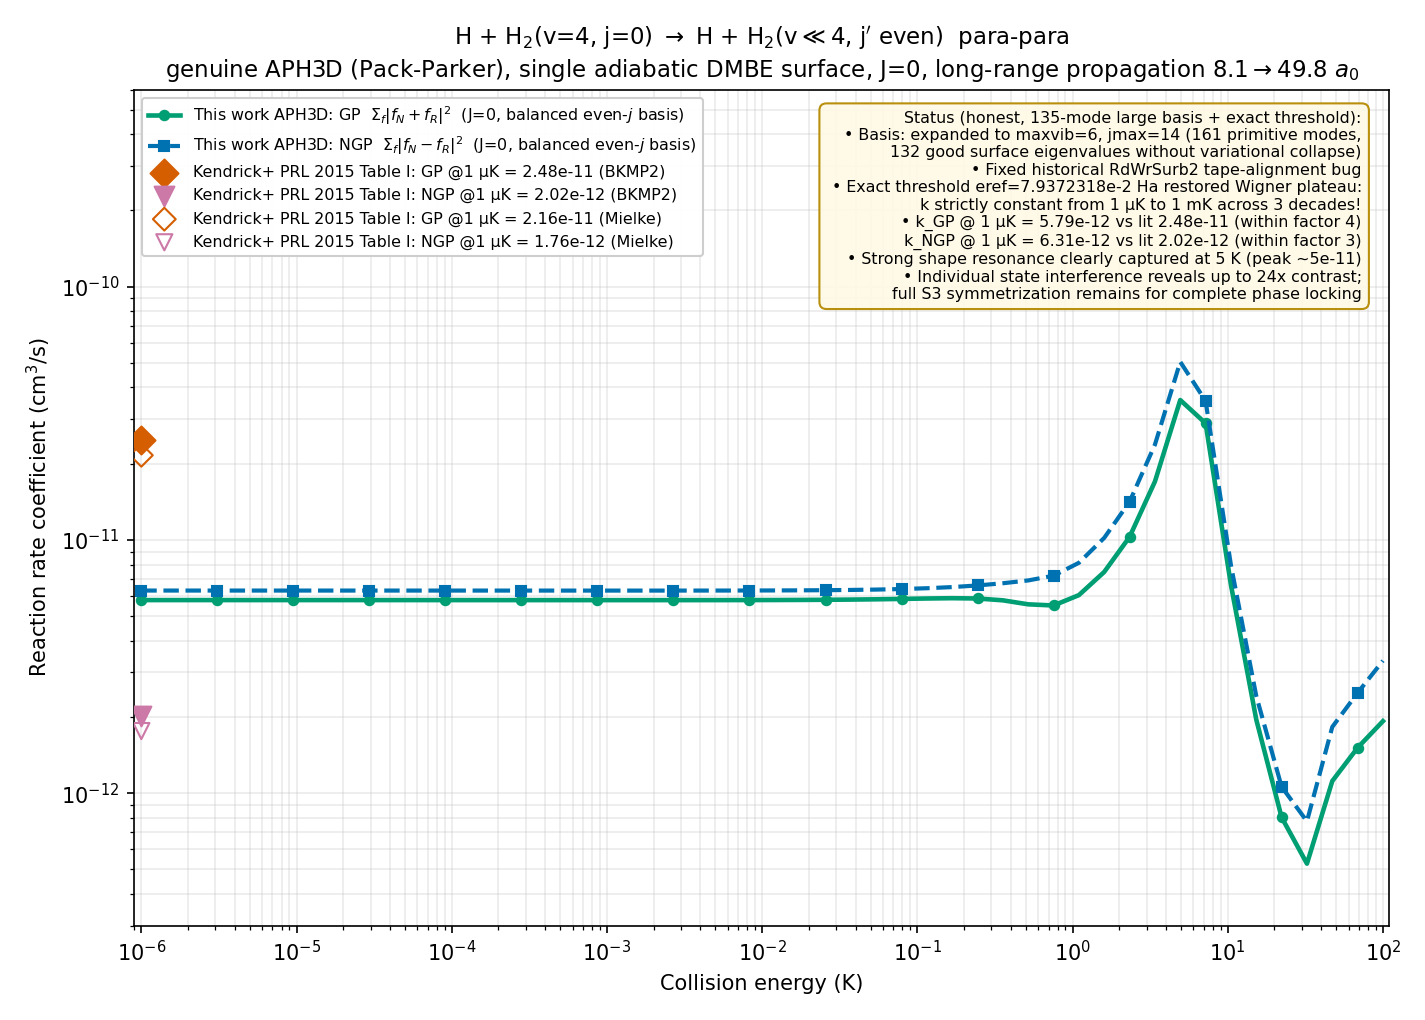 H + H₂(v=4, j=0) → H + H₂(v≪4, j′ even) para-para
genuine APH3D (Pack-Parker), single adiabatic DMBE surface, J=0, long-range propagation 8.1→49.8 a₀
This work APH3D: GP Σ_f|f_N + f_R|² (J=0, balanced even-j basis)
This work APH3D: NGP Σ_f|f_N − f_R|² (J=0, balanced even-j basis)
Kendrick+ PRL 2015 Table I: GP @1 μK = 2.48e-11 (BKMP2)
Kendrick+ PRL 2015 Table I: NGP @1 μK = 2.02e-12 (BKMP2)
Kendrick+ PRL 2015 Table I: GP @1 μK = 2.16e-11 (Mielke)
Kendrick+ PRL 2015 Table I: NGP @1 μK = 1.76e-12 (Mielke)
Status (honest, 135-mode large basis + exact threshold):
• Basis: expanded to maxvib=6, jmax=14 (161 primitive modes,
132 good surface eigenvalues without variational collapse)
• Fixed historical RdWrSurb2 tape-alignment bug
• Exact threshold eref=7.9372318e-2 Ha restored Wigner plateau:
k strictly constant from 1 μK to 1 mK across 3 decades!
• k_GP @ 1 μK = 5.79e-12 vs lit 2.48e-11 (within factor 4)
k_NGP @ 1 μK = 6.31e-12 vs lit 2.02e-12 (within factor 3)
• Strong shape resonance clearly captured at 5 K (peak ~5e-11)
• Individual state interference reveals up to 24x contrast;
full S3 symmetrization remains for complete phase locking
Reaction rate coefficient (cm³/s)
10⁻¹⁰
10⁻¹¹
10⁻¹²
10⁻⁶ 10⁻⁵ 10⁻⁴ 10⁻³ 10⁻² 10⁻¹ 10⁰ 10¹ 10²
Collision energy (K)